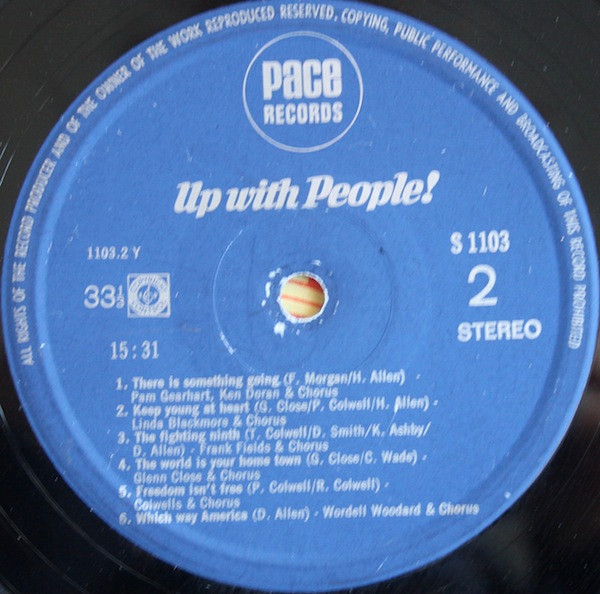 ALL RIGHTS OF THE RECORD PRODUCER AND OF THE OWNER OF THE WORK REPRODUCED RESERVED, COPYING, PUBLIC PERFORMANCE AND BROADCASTING OF THIS RECORD PROHIBITED
Pace
RECORDS
Up with People!
1103.2 Y
S 1103
33⅓
2
STEREO
15:31
1. There is something going (F. Morgan/H. Allen) -
Pam Gearhart, Ken Doran & Chorus
2. Keep young at heart (G. Close/P. Colwell/H. Allen) -
Linda Blackmore & Chorus
3. The fighting ninth (T. Colwell/D. Smith/K. Ashby/
D. Allen) - Frank Fields & Chorus
4. The world is your home town (G. Close/C. Wade) -
Glenn Close & Chorus
5. Freedom isn't free (P. Colwell/R. Colwell) -
Colwells & Chorus
6. Which way America (D. Allen) - Wordell Woodard & Chorus